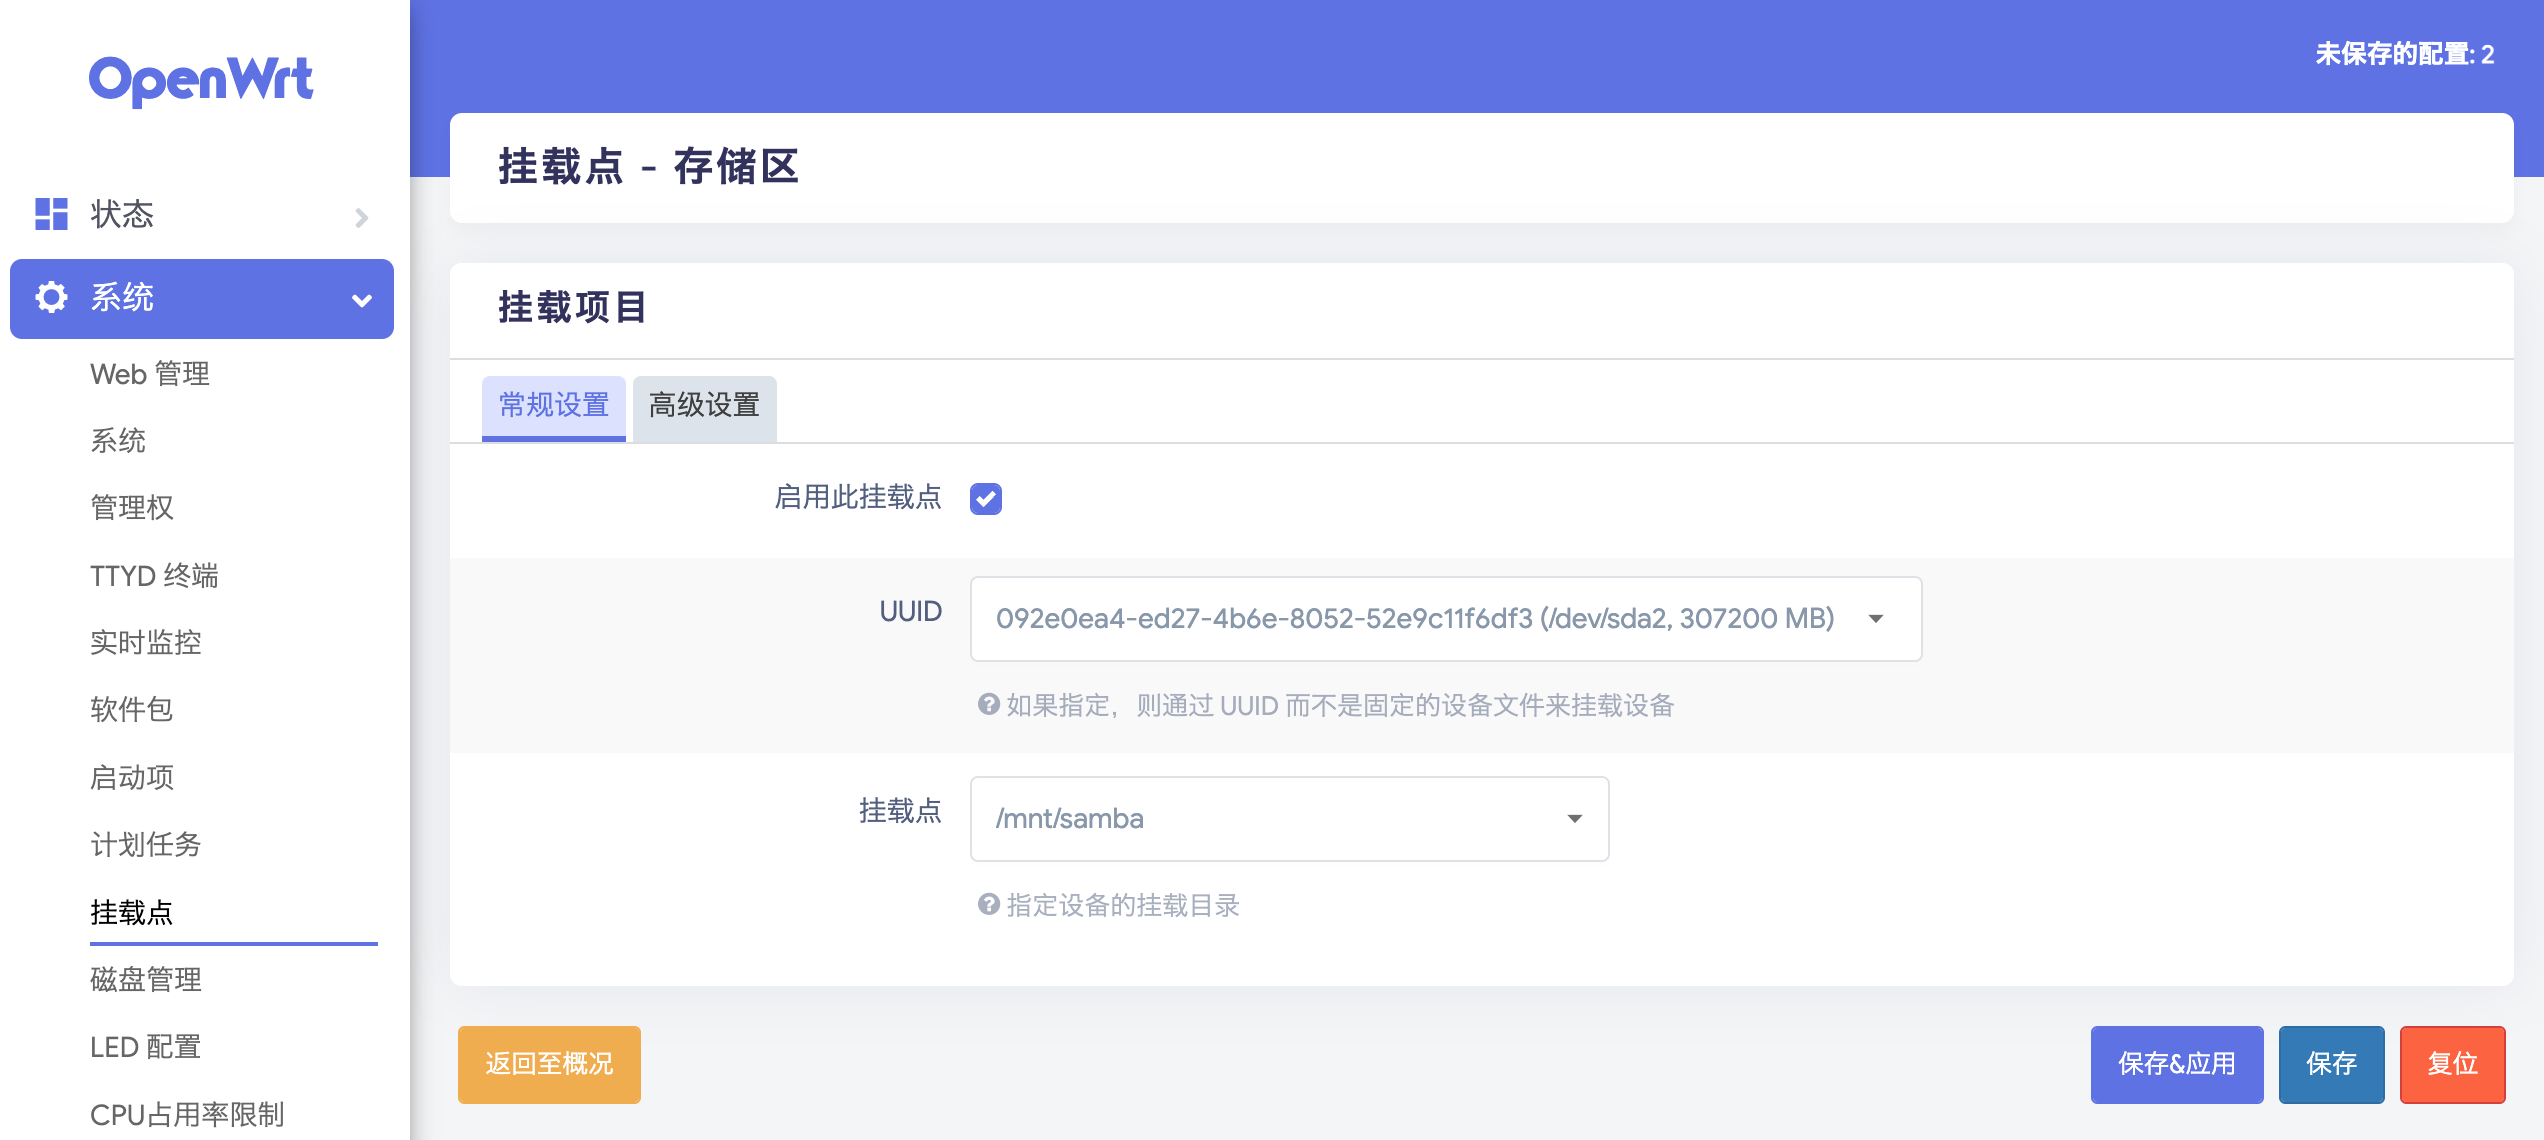 OpenWrt
状态
系统
Web 管理
系统
管理权
TTYD 终端
实时监控
软件包
启动项
计划任务
挂载点
磁盘管理
LED 配置
CPU占用率限制
未保存的配置: 2
挂载点 - 存储区
挂载项目
常规设置
高级设置
启用此挂载点
UUID
092e0ea4-ed27-4b6e-8052-52e9c11f6df3 (/dev/sda2, 307200 MB)
如果指定，则通过 UUID 而不是固定的设备文件来挂载设备
挂载点
/mnt/samba
指定设备的挂载目录
返回至概况
保存&应用
保存
复位